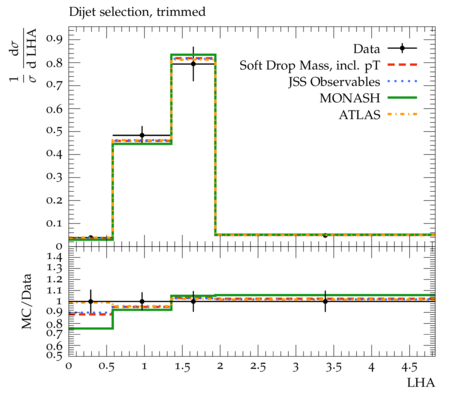 Dijet selection, trimmed
1/σ dσ/d LHA
0.9
0.8
0.7
0.6
0.5
0.4
0.3
0.2
0.1
0
Data
Soft Drop Mass, incl. pT
JSS Observables
MONASH
ATLAS
MC/Data
1.4
1.3
1.2
1.1
1
0.9
0.8
0.7
0.6
0.5
0 0.5 1 1.5 2 2.5 3 3.5 4 4.5
LHA